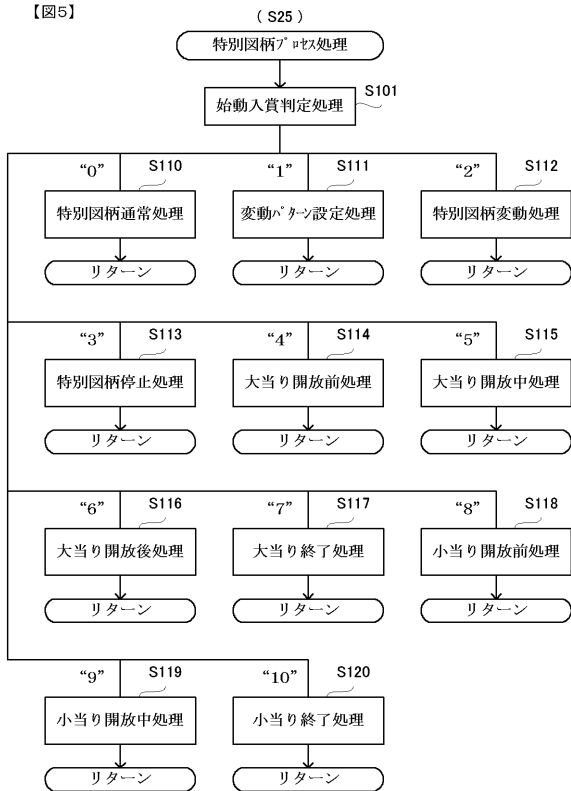 【図5】
( S25 )
特別図柄ﾌﾟﾛｾｽ処理
S101
始動入賞判定処理
“0” S110 “1” S111 “2” S112
特別図柄通常処理 変動ﾊﾟﾀｰﾝ設定処理 特別図柄変動処理
リターン リターン リターン
“3” S113 “4” S114 “5” S115
特別図柄停止処理 大当り開放前処理 大当り開放中処理
リターン リターン リターン
“6” S116 “7” S117 “8” S118
大当り開放後処理 大当り終了処理 小当り開放前処理
リターン リターン リターン
“9” S119 “10” S120
小当り開放中処理 小当り終了処理
リターン リターン